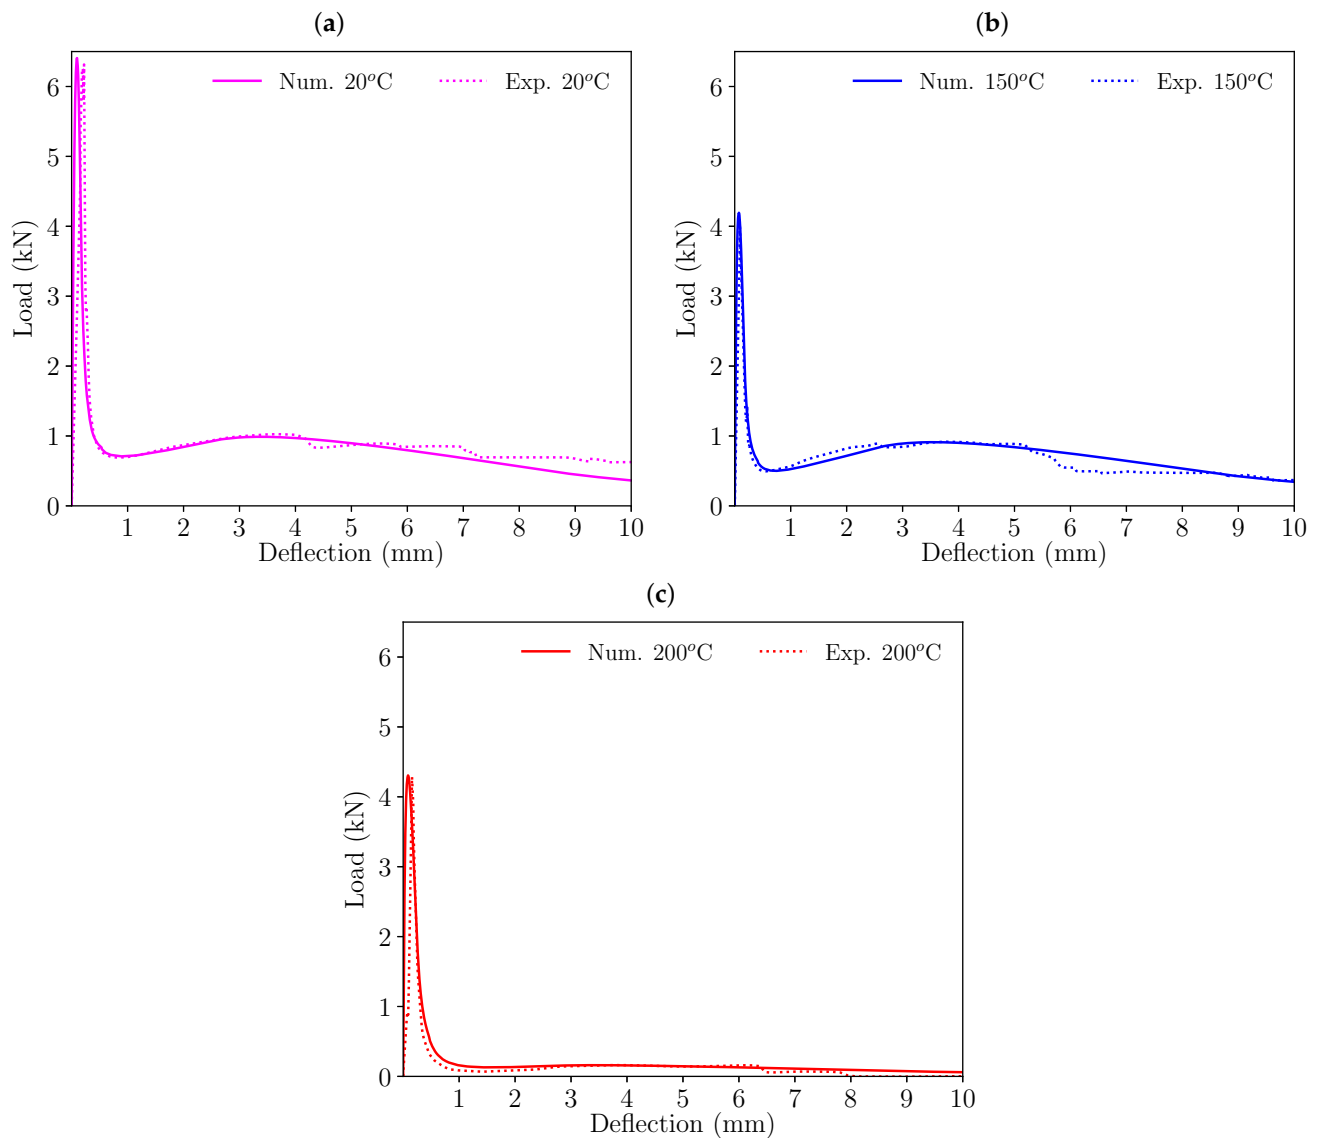 (a)
Num. 20°C Exp. 20°C
6
5
4
3
2
1
0
Load (kN)
1 2 3 4 5 6 7 8 9 10
Deflection (mm)
(b)
Num. 150°C Exp. 150°C
6
5
4
3
2
1
0
Load (kN)
1 2 3 4 5 6 7 8 9 10
Deflection (mm)
(c)
Num. 200°C Exp. 200°C
6
5
4
3
2
1
0
Load (kN)
1 2 3 4 5 6 7 8 9 10
Deflection (mm)